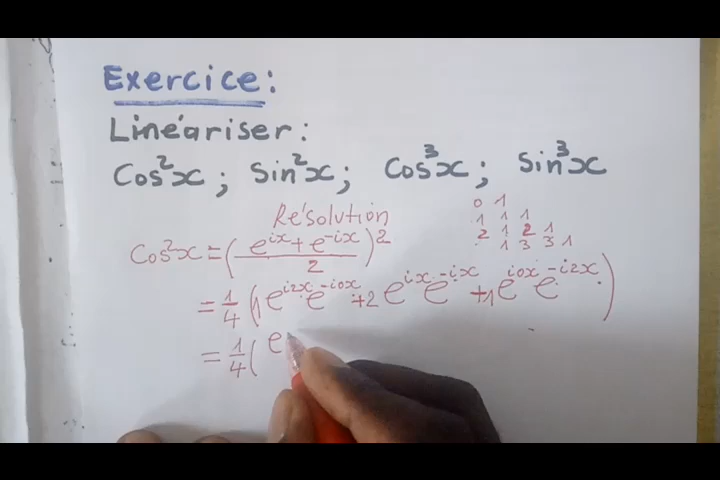 Exercice:
Linéariser:
Cos²x ; Sin²x ; Cos³x ; Sin³x
Résolution
0 1
1 1 1
2 1 2 1
1 3 3 1
Cos²x = ( (e^{ix} + e^{-ix}) / 2 )²
= 1/4 ( 1 e^{i2x} e^{-i0x} + 2 e^{ix} e^{-ix} + 1 e^{i0x} e^{-i2x} )
= 1/4 ( e